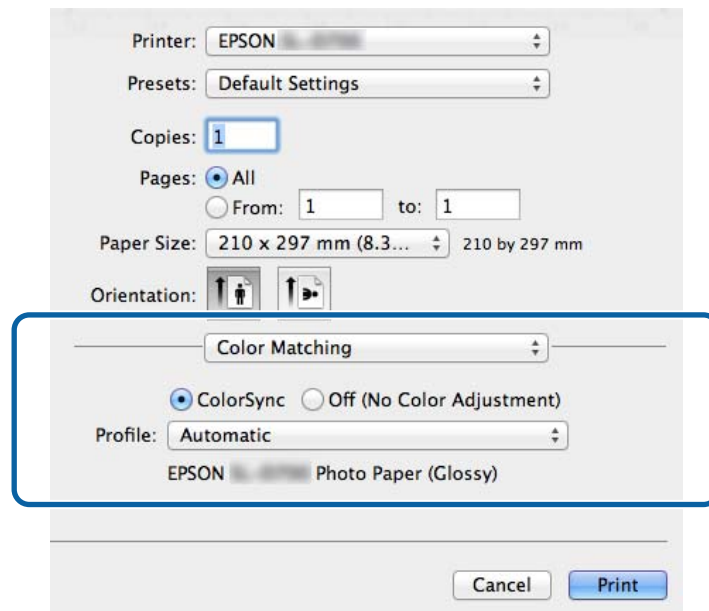 Printer: EPSON
Presets: Default Settings
Copies: 1
Pages: All
From: 1 to: 1
Paper Size: 210 x 297 mm (8.3... 210 by 297 mm
Orientation:
Color Matching
ColorSync Off (No Color Adjustment)
Profile: Automatic
EPSON Photo Paper (Glossy)
Cancel Print